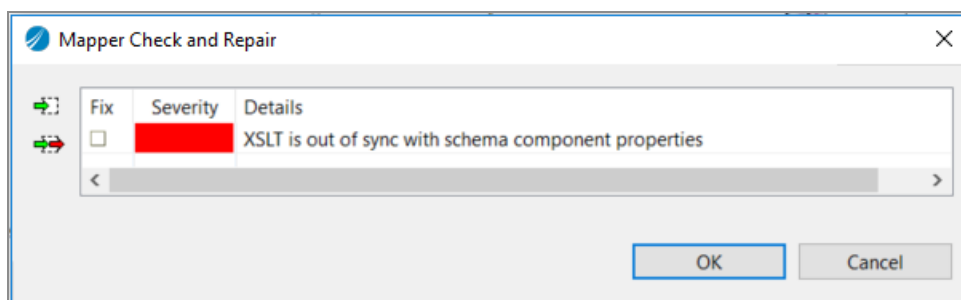 Mapper Check and Repair
Fix Severity Details
XSLT is out of sync with schema component properties
OK Cancel